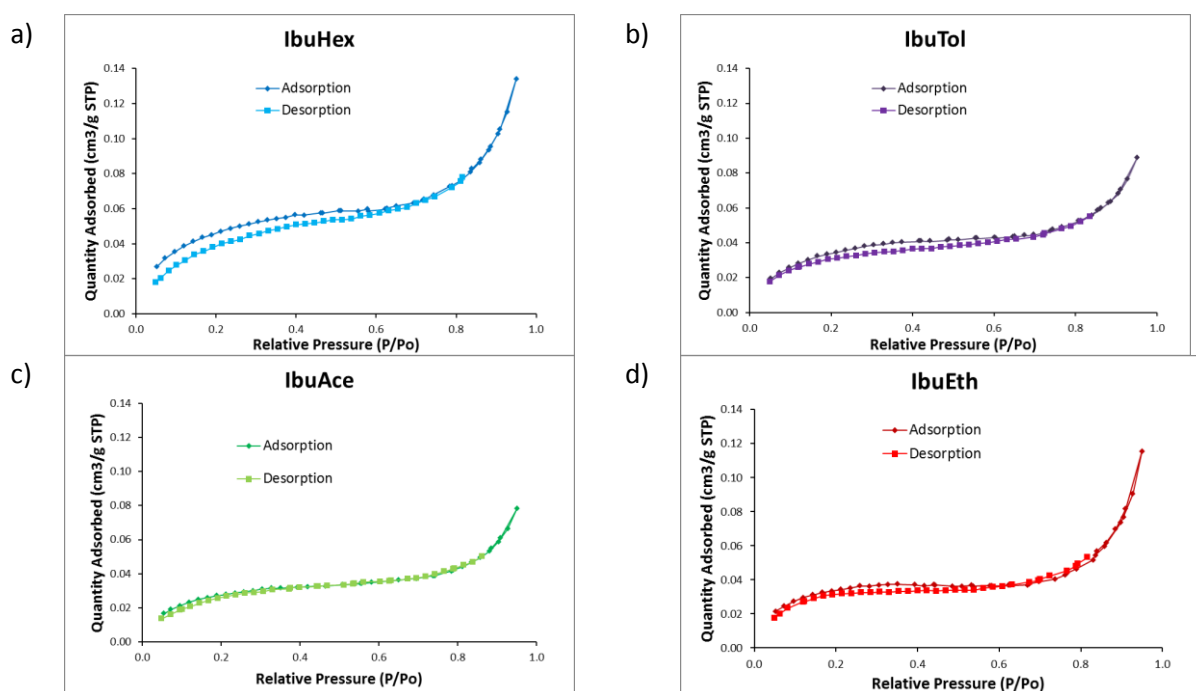 a)
IbuHex
Quantity Adsorbed (cm3/g STP)
0.14
0.12
0.10
0.08
0.06
0.04
0.02
0.00
Adsorption
Desorption
0.0 0.2 0.4 0.6 0.8 1.0
Relative Pressure (P/Po)
b)
IbuTol
Quantity Adsorbed (cm3/g STP)
0.14
0.12
0.10
0.08
0.06
0.04
0.02
0.00
Adsorption
Desorption
0.0 0.2 0.4 0.6 0.8 1.0
Relative Pressure (P/Po)
c)
IbuAce
Quantity Adsorbed (cm3/g STP)
0.14
0.12
0.10
0.08
0.06
0.04
0.02
0.00
Adsorption
Desorption
0.0 0.2 0.4 0.6 0.8 1.0
Relative Pressure (P/Po)
d)
IbuEth
Quantity Adsorbed (cm3/g STP)
0.14
0.12
0.10
0.08
0.06
0.04
0.02
0.00
Adsorption
Desorption
0.0 0.2 0.4 0.6 0.8 1.0
Relative Pressure (P/Po)